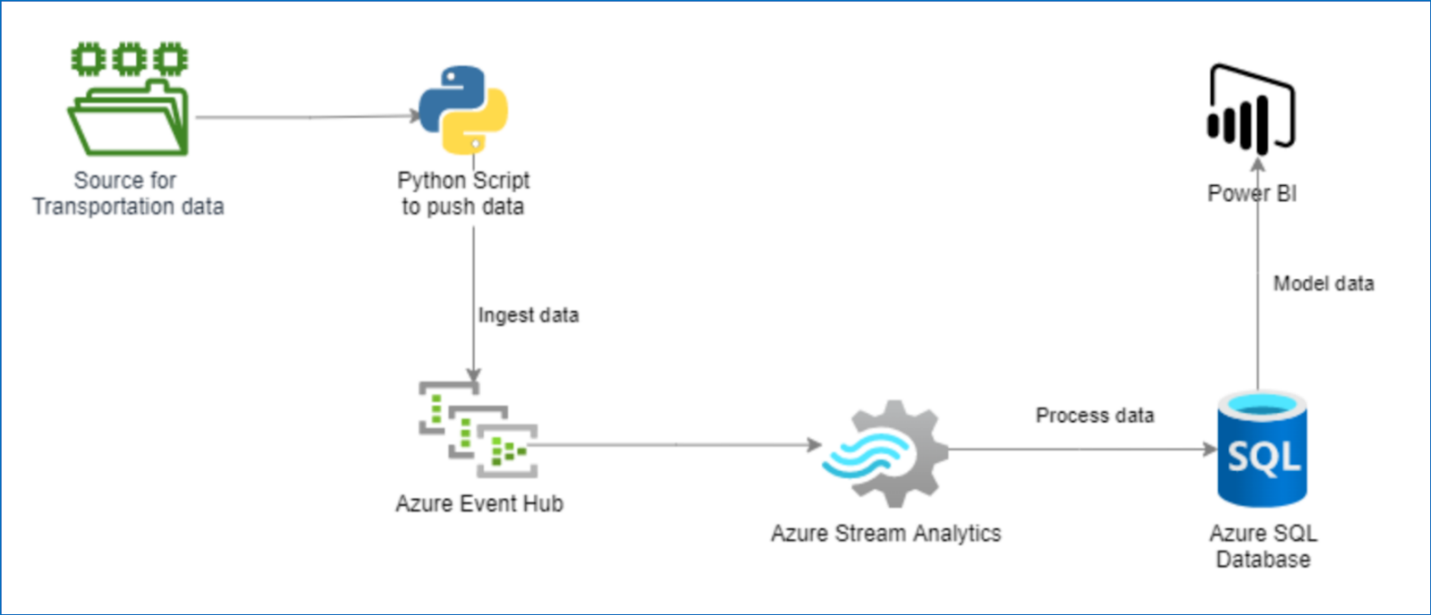 Source for
Transportation data
Python Script
to push data
Power BI
Model data
Ingest data
Process data
SQL
Azure Event Hub
Azure Stream Analytics
Azure SQL
Database